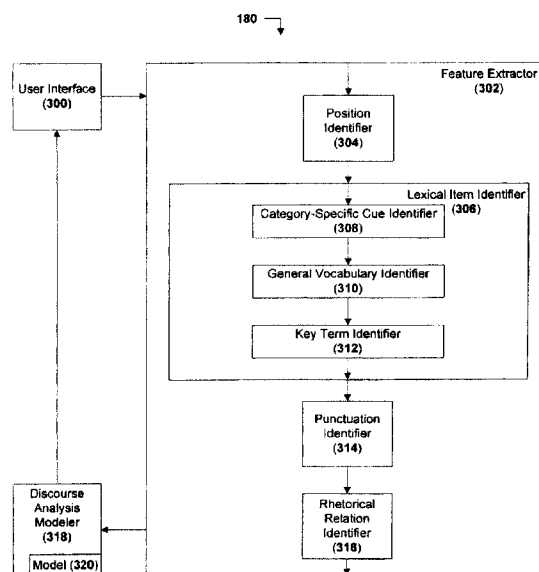 180
User Interface
(300)
Feature Extractor
(302)
Position
Identifier
(304)
Lexical Item Identifier
(306)
Category-Specific Cue Identifier
(308)
General Vocabulary Identifier
(310)
Key Term Identifier
(312)
Punctuation
Identifier
(314)
Discourse
Analysis
Modeler
(318)
Model (320)
Rhetorical
Relation
Identifier
(316)